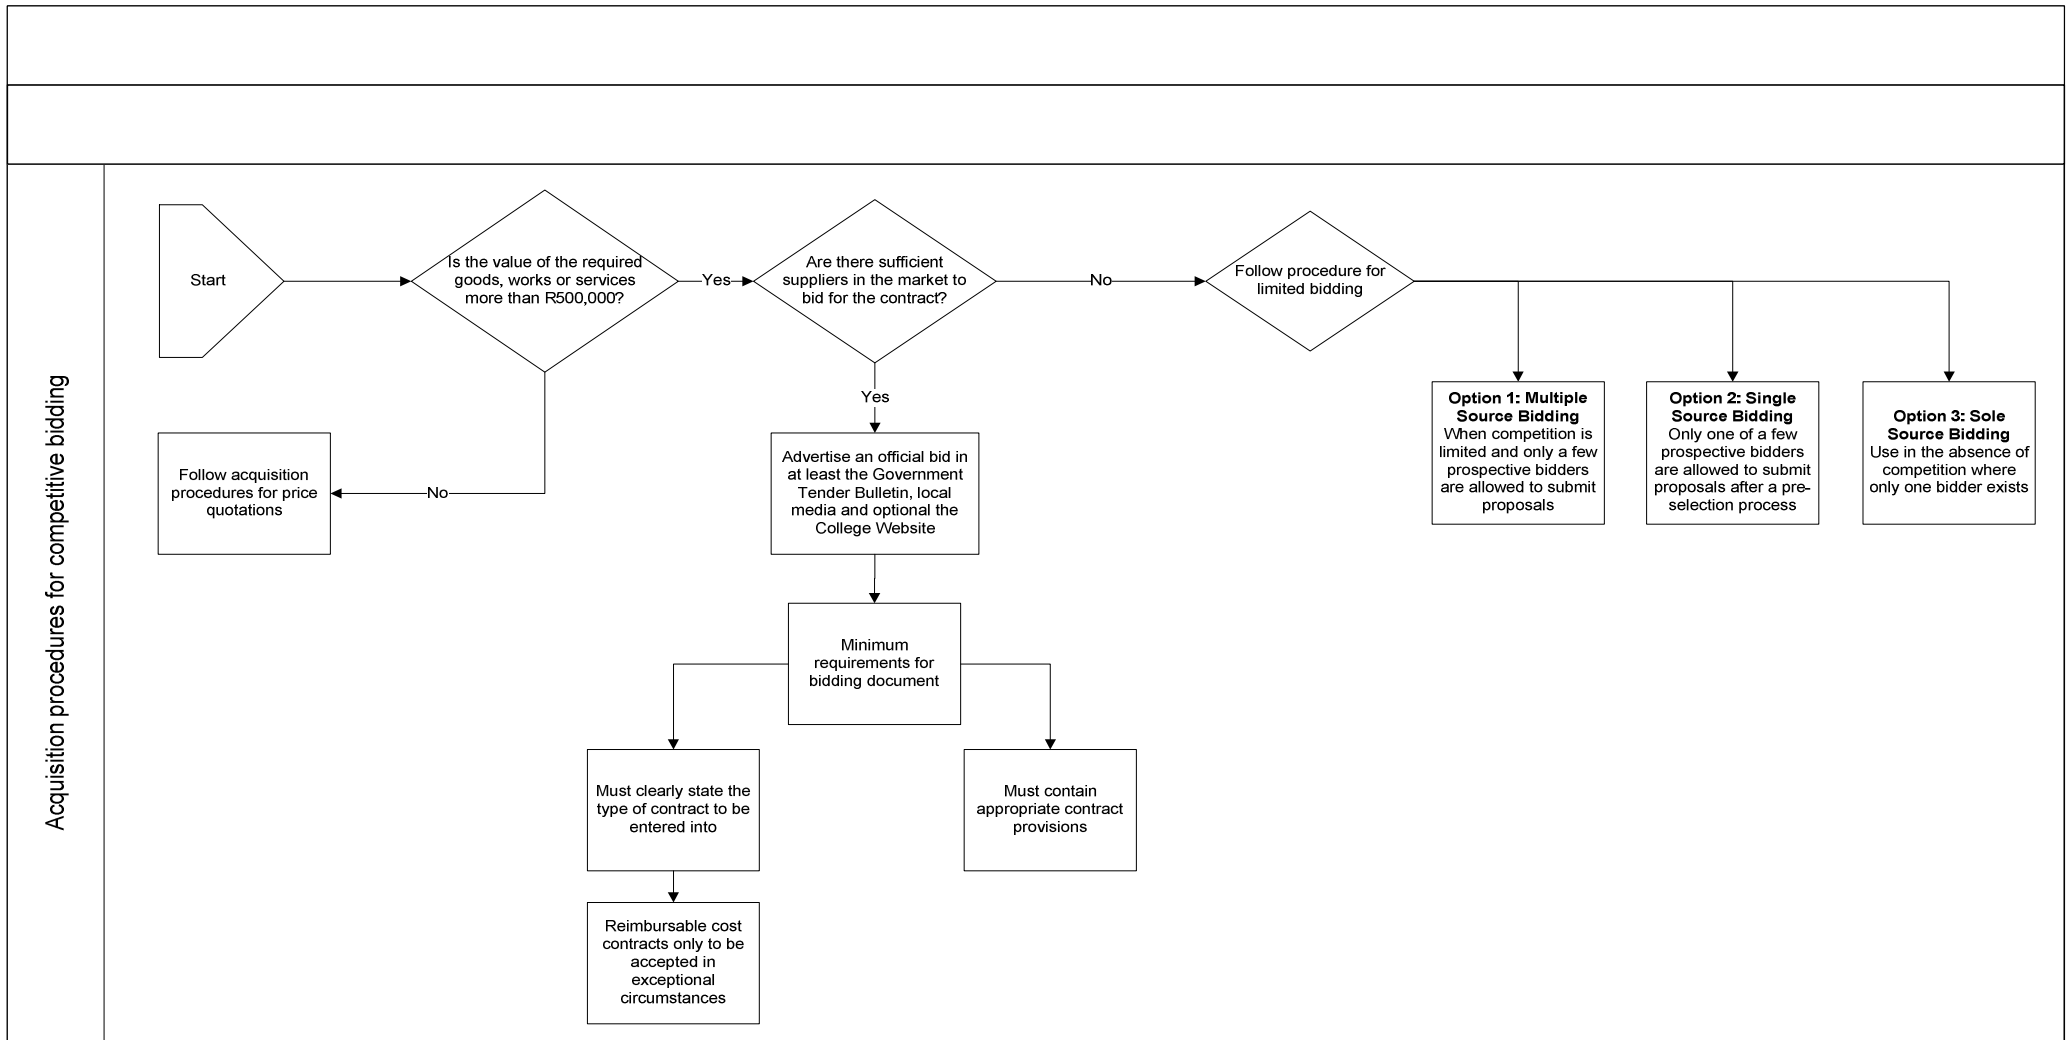 Acquisition procedures for competitive bidding
Start
Is the value of the required
goods, works or services
more than R500,000?
Yes
Are there sufficient
suppliers in the market to
bid for the contract?
No
Follow procedure for
limited bidding
Yes
No
Follow acquisition
procedures for price
quotations
Advertise an official bid in
at least the Government
Tender Bulletin, local
media and optional the
College Website
Option 1: Multiple
Source Bidding
When competition is
limited and only a few
prospective bidders
are allowed to submit
proposals
Option 2: Single
Source Bidding
Only one of a few
prospective bidders
are allowed to submit
proposals after a pre-
selection process
Option 3: Sole
Source Bidding
Use in the absence of
competition where
only one bidder exists
Minimum
requirements for
bidding document
Must clearly state the
type of contract to be
entered into
Must contain
appropriate contract
provisions
Reimbursable cost
contracts only to be
accepted in
exceptional
circumstances